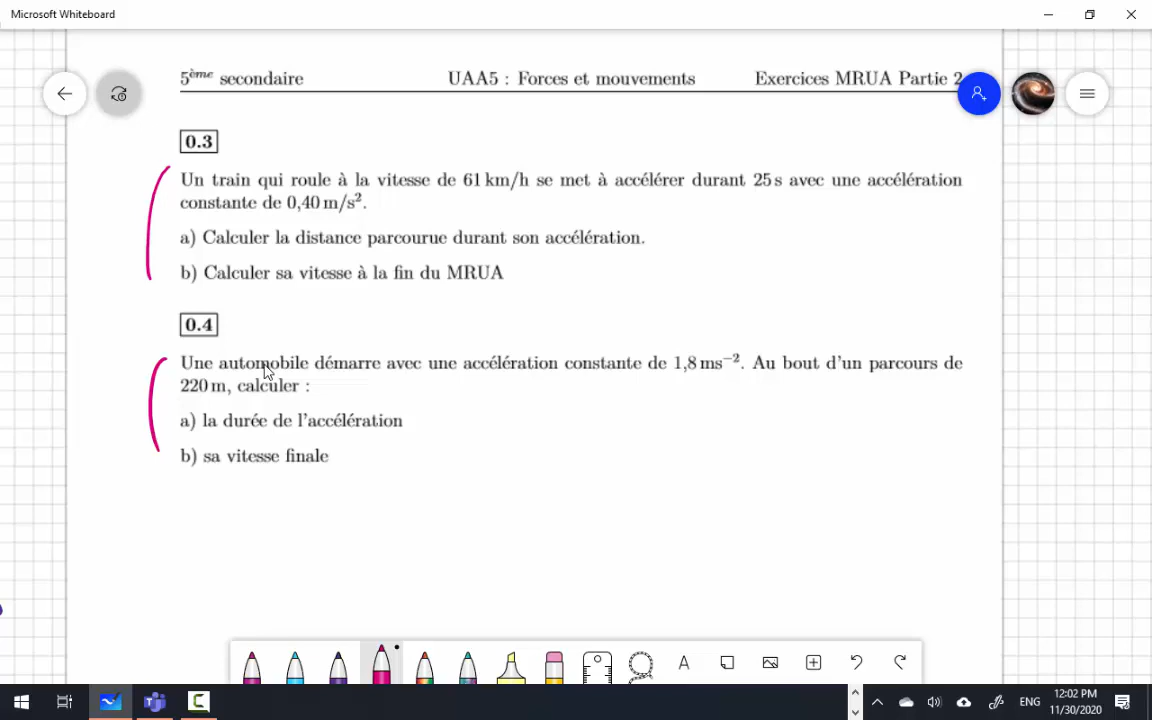 Microsoft Whiteboard
5ème secondaire UAA5 : Forces et mouvements Exercices MRUA Partie 2
0.3
Un train qui roule à la vitesse de 61 km/h se met à accélérer durant 25 s avec une accélération
constante de 0,40 m/s².
a) Calculer la distance parcourue durant son accélération.
b) Calculer sa vitesse à la fin du MRUA
0.4
Une automobile démarre avec une accélération constante de 1,8 ms⁻². Au bout d'un parcours de
220 m, calculer :
a) la durée de l'accélération
b) sa vitesse finale
A
ENG
12:02 PM
11/30/2020